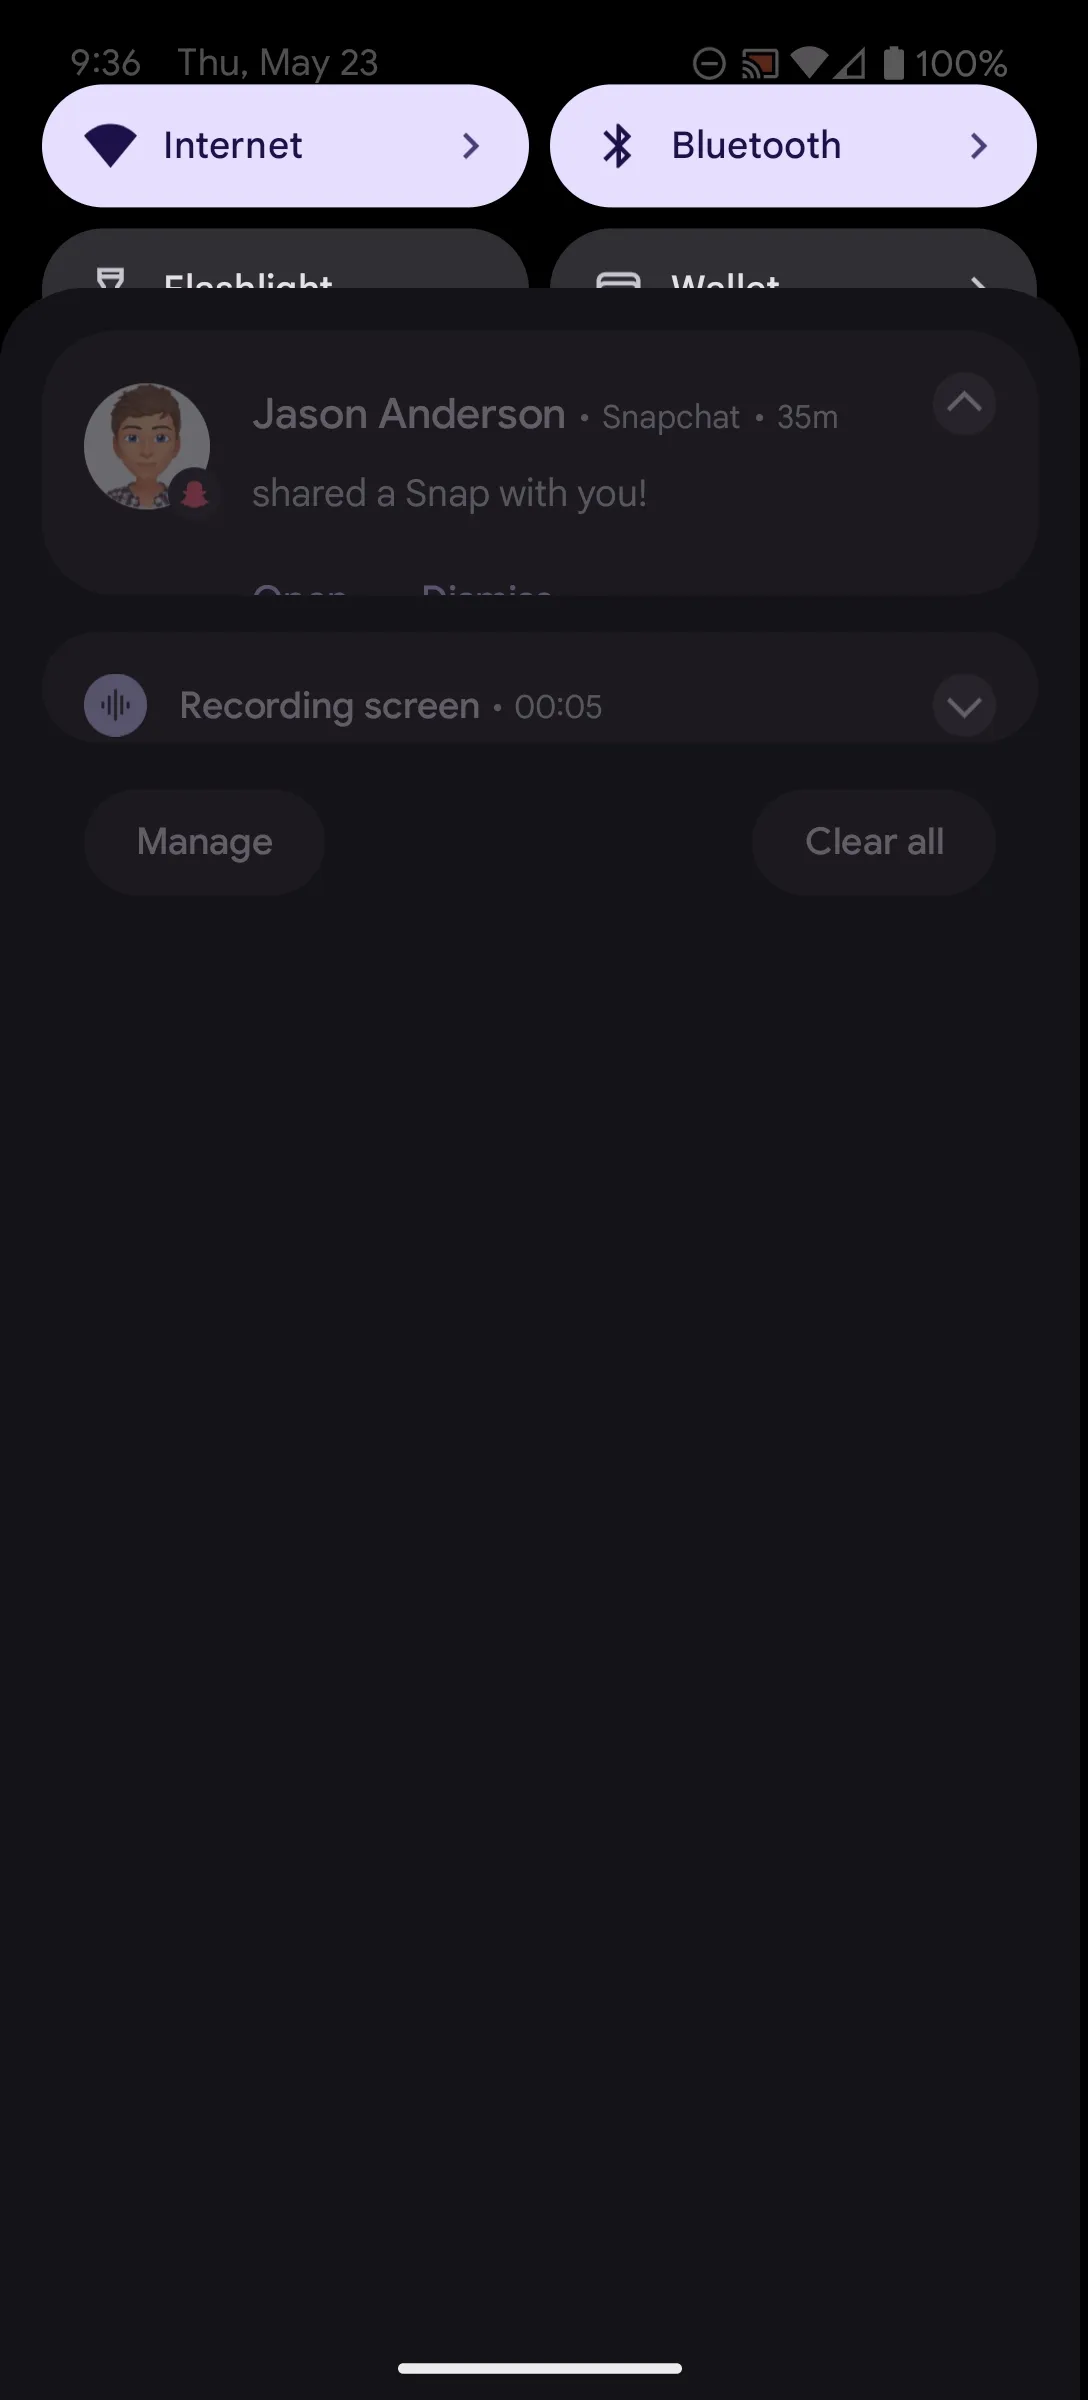 9:36 Thu, May 23 100%
Internet Bluetooth
Flashlight Wallet
Jason Anderson • Snapchat • 35m
shared a Snap with you!
Open Dismiss
Recording screen • 00:05
Manage Clear all